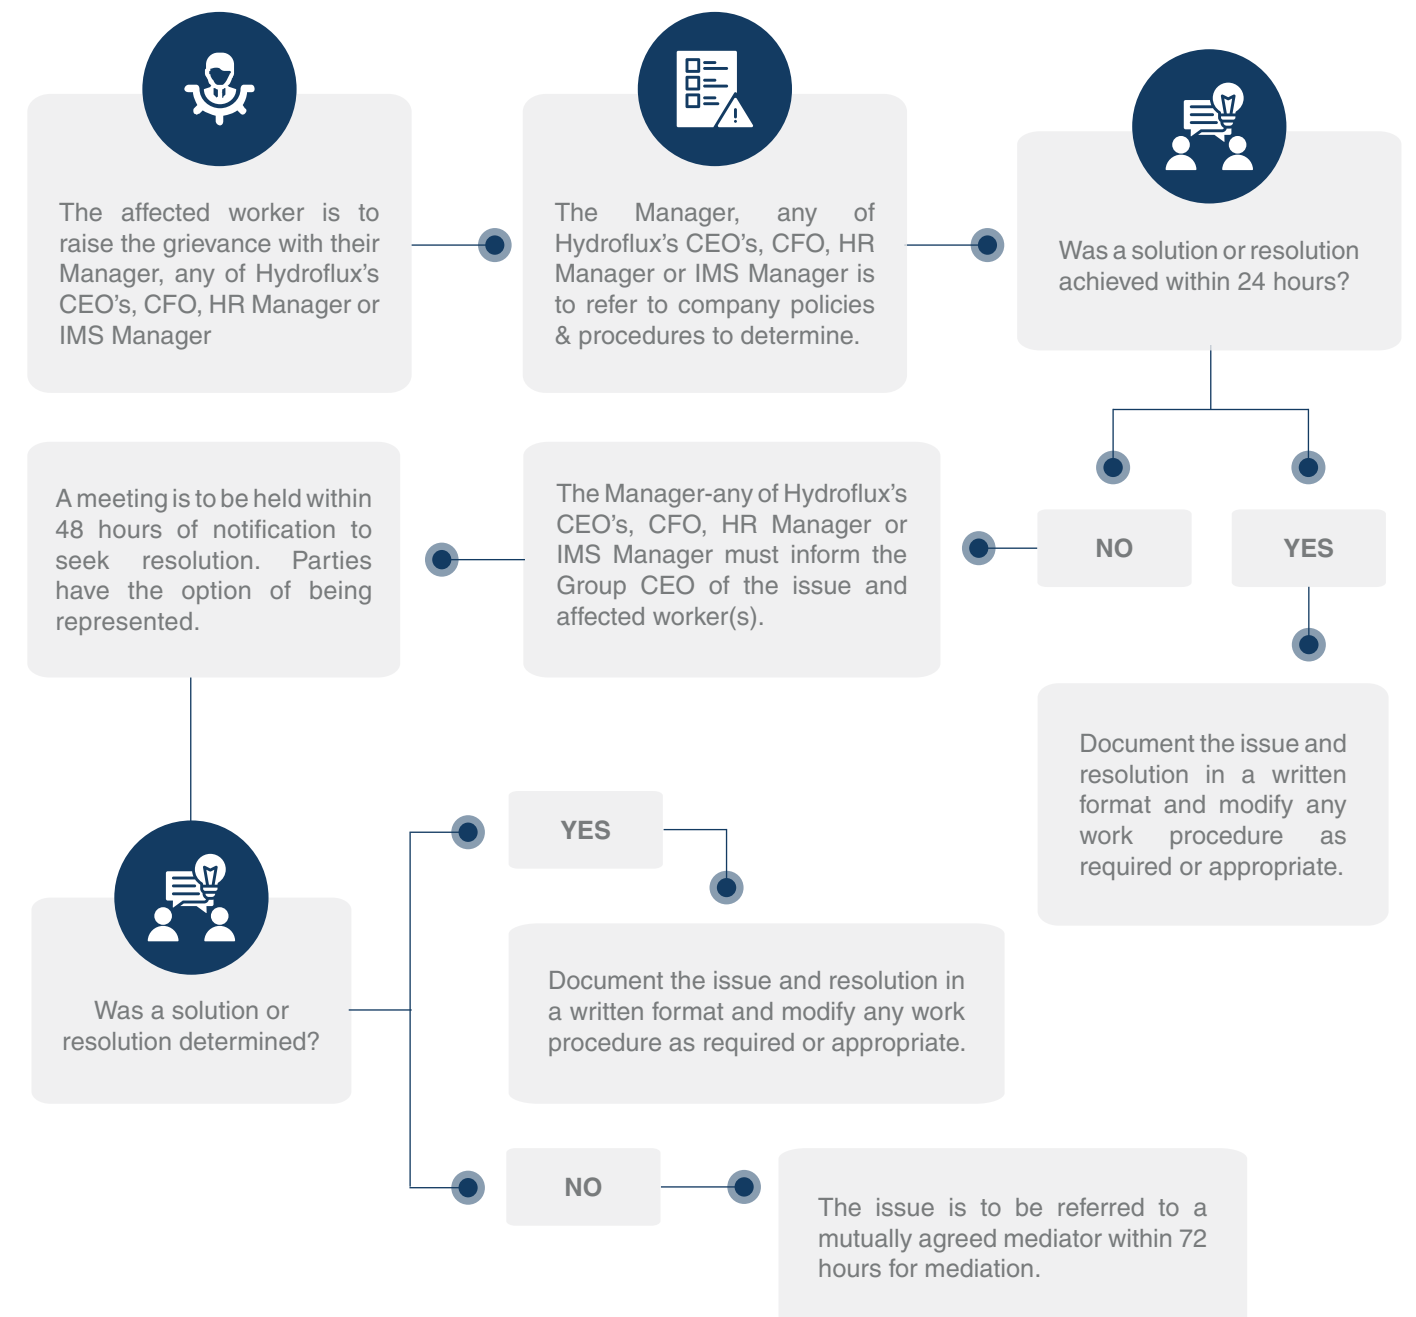 The affected worker is to
raise the grievance with their
Manager, any of Hydroflux's
CEO's, CFO, HR Manager or
IMS Manager
The Manager, any of
Hydroflux's CEO's, CFO, HR
Manager or IMS Manager is
to refer to company policies
& procedures to determine.
Was a solution or resolution
achieved within 24 hours?
NO
YES
The Manager-any of Hydroflux's
CEO's, CFO, HR Manager or
IMS Manager must inform the
Group CEO of the issue and
affected worker(s).
A meeting is to be held within
48 hours of notification to
seek resolution. Parties
have the option of being
represented.
Document the issue and
resolution in a written
format and modify any
work procedure as
required or appropriate.
Was a solution or
resolution determined?
YES
Document the issue and resolution in
a written format and modify any work
procedure as required or appropriate.
NO
The issue is to be referred to a
mutually agreed mediator within 72
hours for mediation.